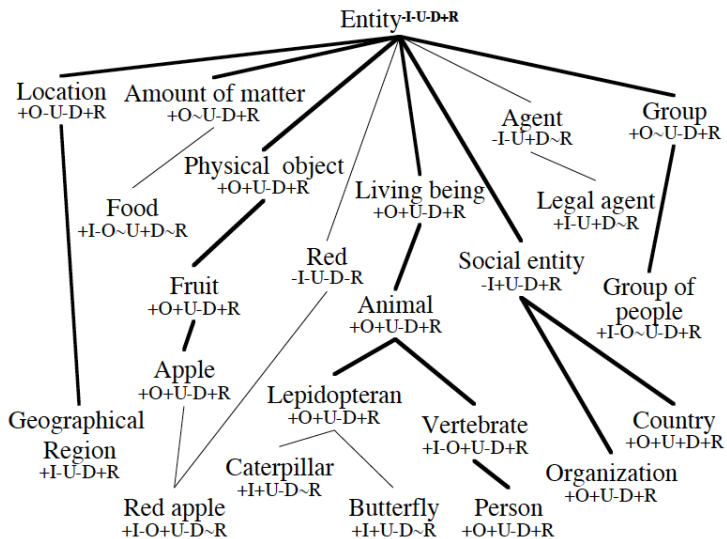 Entity-I-U-D+R
Location
+O-U-D+R
Amount of matter
+O~U-D+R
Agent
-I-U+D~R
Group
+O~U-D+R
Physical object
+O+U-D+R
Living being
+O+U-D+R
Legal agent
+I-U+D~R
Food
+I-O~U+D~R
Red
-I-U-D-R
Social entity
-I+U-D+R
Fruit
+O+U-D+R
Animal
+O+U-D+R
Group of
people
+I-O~U-D+R
Apple
+O+U-D+R
Lepidopteran
+O+U-D+R
Geographical
Region
+I-U-D+R
Vertebrate
+I-O+U-D+R
Country
+O+U+D+R
Caterpillar
+I+U-D~R
Organization
+O+U-D+R
Red apple
+I-O+U-D~R
Butterfly
+I+U-D~R
Person
+O+U-D+R